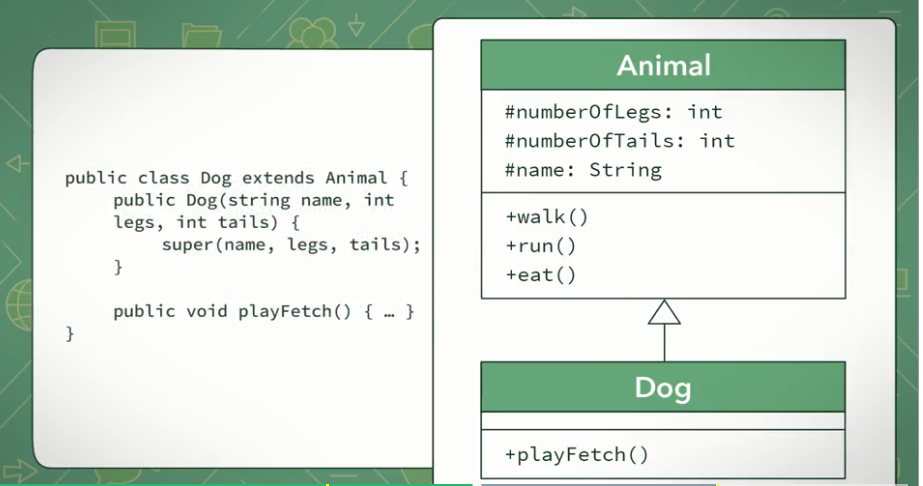 public class Dog extends Animal {
public Dog(string name, int
legs, int tails) {
super(name, legs, tails);
}
public void playFetch() { … }
}
Animal
#numberOfLegs: int
#numberOfTails: int
#name: String
+walk()
+run()
+eat()
Dog
+playFetch()